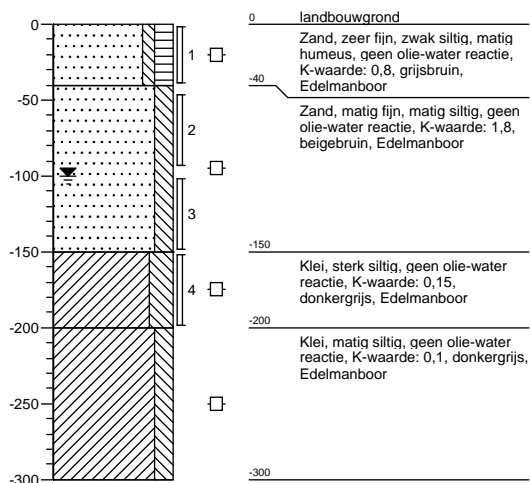 0
-50
-100
-150
-200
-250
-300
1
2
3
4
0
landbouwgrond
Zand, zeer fijn, zwak siltig, matig
humeus, geen olie-water reactie,
K-waarde: 0,8, grijsbruin,
Edelmanboor
-40
Zand, matig fijn, matig siltig, geen
olie-water reactie, K-waarde: 1,8,
beigebruin, Edelmanboor
-150
Klei, sterk siltig, geen olie-water
reactie, K-waarde: 0,15,
donkergrijs, Edelmanboor
-200
Klei, matig siltig, geen olie-water
reactie, K-waarde: 0,1, donkergrijs,
Edelmanboor
-300